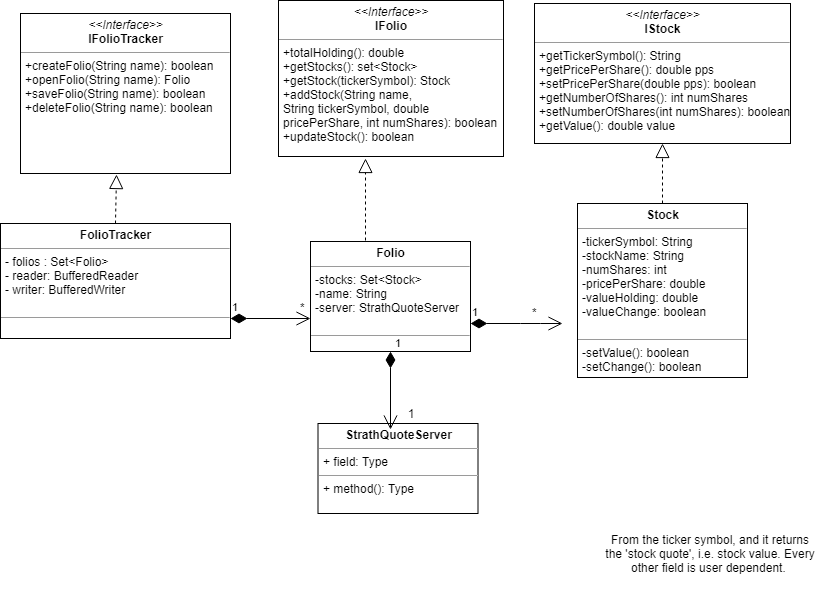 <<Interface>>
IFolioTracker
+createFolio(String name): boolean
+openFolio(String name): Folio
+saveFolio(String name): boolean
+deleteFolio(String name): boolean
<<Interface>>
IFolio
+totalHolding(): double
+getStocks(): set<Stock>
+getStock(tickerSymbol): Stock
+addStock(String name,
String tickerSymbol, double
pricePerShare, int numShares): boolean
+updateStock(): boolean
<<Interface>>
IStock
+getTickerSymbol(): String
+getPricePerShare(): double pps
+setPricePerShare(double pps): boolean
+getNumberOfShares(): int numShares
+setNumberOfShares(int numShares): boolean
+getValue(): double value
FolioTracker
- folios : Set<Folio>
- reader: BufferedReader
- writer: BufferedWriter
1
*
Folio
-stocks: Set<Stock>
-name: String
-server: StrathQuoteServer
1
1
*
Stock
-tickerSymbol: String
-stockName: String
-numShares: int
-pricePerShare: double
-valueHolding: double
-valueChange: boolean
-setValue(): boolean
-setChange(): boolean
1
StrathQuoteServer
+ field: Type
+ method(): Type
From the ticker symbol, and it returns
the 'stock quote', i.e. stock value. Every
other field is user dependent.